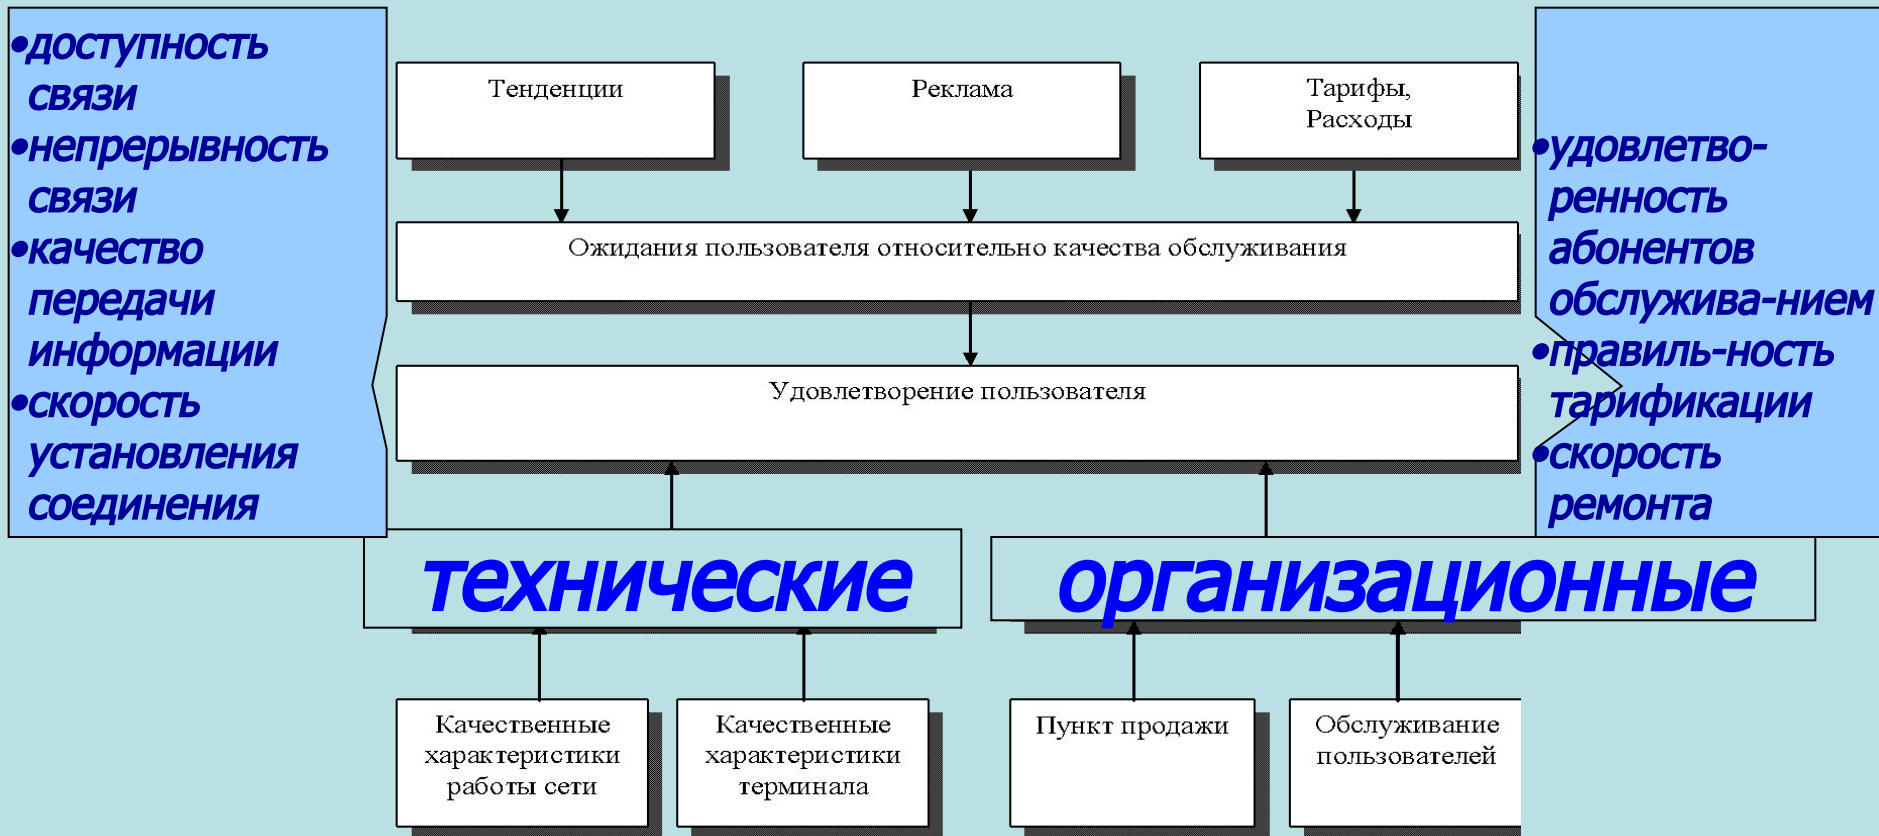 •доступность
связи
•непрерывность
связи
•качество
передачи
информации
•скорость
установления
соединения
Тенденции
Реклама
Тарифы,
Расходы
Ожидания пользователя относительно качества обслуживания
Удовлетворение пользователя
•удовлетво-
ренность
абонентов
обслужива-нием
•правиль-ность
тарификации
•скорость
ремонта
технические
организационные
Качественные
характеристики
работы сети
Качественные
характеристики
терминала
Пункт продажи
Обслуживание
пользователей